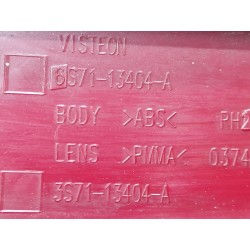 VISTEON
6S71-13404-A
BODY >ABS< PH2
LENS >PMMA< 0374
3S71-13404-A